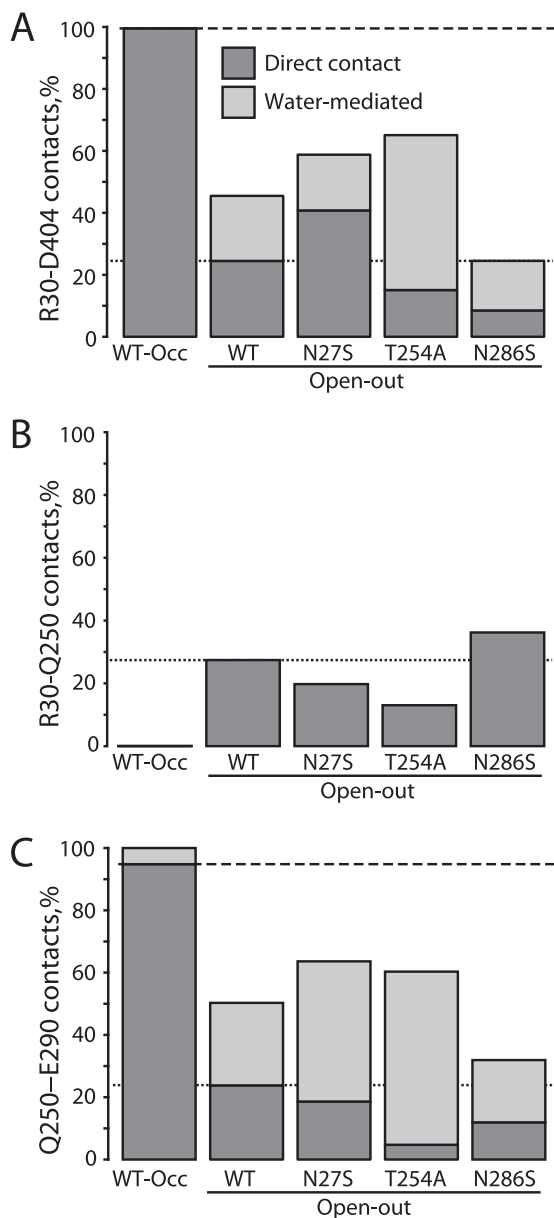 A
R30-D404 contacts,%
100
80
60
40
20
0
Direct contact
Water-mediated
WT-Occ WT N27S T254A N286S
Open-out
B
R30-Q250 contacts,%
100
80
60
40
20
0
WT-Occ WT N27S T254A N286S
Open-out
C
Q250–E290 contacts,%
100
80
60
40
20
0
WT-Occ WT N27S T254A N286S
Open-out